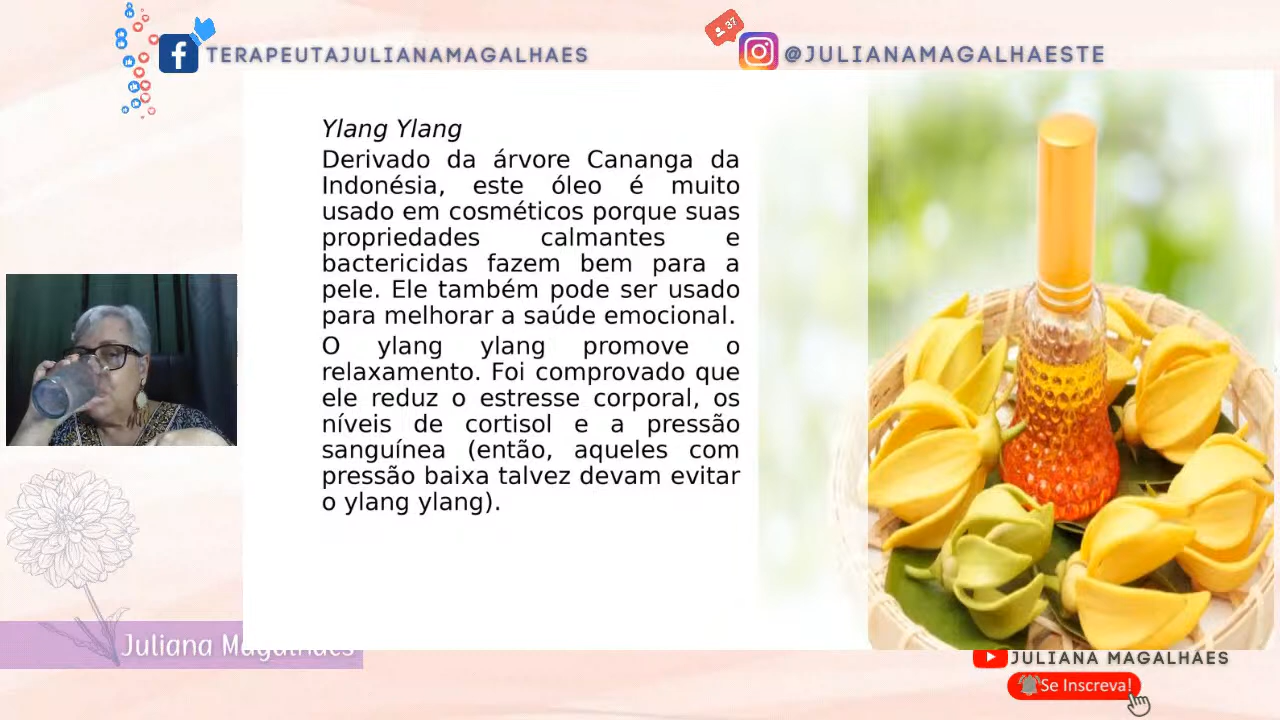 TERAPEUTAJULIANAMAGALHAES
37
@JULIANAMAGALHAESTE
Ylang Ylang
Derivado da árvore Cananga da
Indonésia, este óleo é muito
usado em cosméticos porque suas
propriedades calmantes e
bactericidas fazem bem para a
pele. Ele também pode ser usado
para melhorar a saúde emocional.
O ylang ylang promove o
relaxamento. Foi comprovado que
ele reduz o estresse corporal, os
níveis de cortisol e a pressão
sanguínea (então, aqueles com
pressão baixa talvez devam evitar
o ylang ylang).
Juliana Magalhaes
JULIANA MAGALHÃES
Se Inscreva!